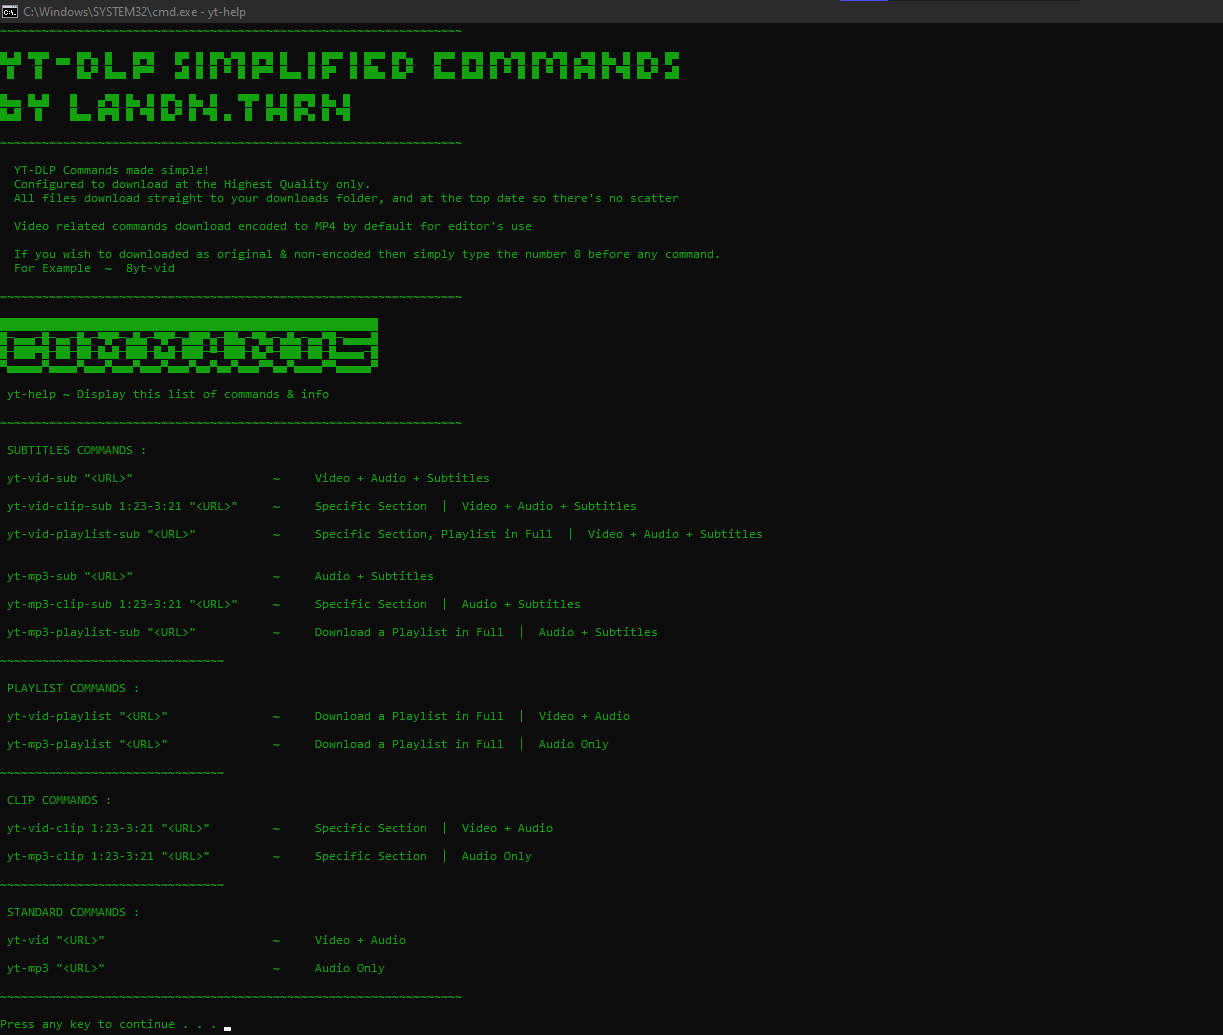 C:\Windows\SYSTEM32\cmd.exe - yt-help
~~~~~~~~~~~~~~~~~~~~~~~~~~~~~~~~~~~~~~~~~~~~~~~~~~~~~~~~~~~~~~~~~~
YT-DLP SIMPLIFIED COMMANDS
BY LANDN.THRN
~~~~~~~~~~~~~~~~~~~~~~~~~~~~~~~~~~~~~~~~~~~~~~~~~~~~~~~~~~~~~~~~~~
YT-DLP Commands made simple!
Configured to download at the Highest Quality only.
All files download straight to your downloads folder, and at the top date so there's no scatter
Video related commands download encoded to MP4 by default for editor's use
If you wish to downloaded as original & non-encoded then simply type the number 8 before any command.
For Example  ~  8yt-vid
~~~~~~~~~~~~~~~~~~~~~~~~~~~~~~~~~~~~~~~~~~~~~~~~~~~~~~~~~~~~~~~~~~
COMMANDS
yt-help ~ Display this list of commands & info
~~~~~~~~~~~~~~~~~~~~~~~~~~~~~~~~~~~~~~~~~~~~~~~~~~~~~~~~~~~~~~~~~~
SUBTITLES COMMANDS :
yt-vid-sub "<URL>" ~ Video + Audio + Subtitles
yt-vid-clip-sub 1:23-3:21 "<URL>" ~ Specific Section | Video + Audio + Subtitles
yt-vid-playlist-sub "<URL>" ~ Specific Section, Playlist in Full | Video + Audio + Subtitles
yt-mp3-sub "<URL>" ~ Audio + Subtitles
yt-mp3-clip-sub 1:23-3:21 "<URL>" ~ Specific Section | Audio + Subtitles
yt-mp3-playlist-sub "<URL>" ~ Download a Playlist in Full | Audio + Subtitles
~~~~~~~~~~~~~~~~~~~~~~~~~~~~~~~~
PLAYLIST COMMANDS :
yt-vid-playlist "<URL>" ~ Download a Playlist in Full | Video + Audio
yt-mp3-playlist "<URL>" ~ Download a Playlist in Full | Audio Only
~~~~~~~~~~~~~~~~~~~~~~~~~~~~~~~~
CLIP COMMANDS :
yt-vid-clip 1:23-3:21 "<URL>" ~ Specific Section | Video + Audio
yt-mp3-clip 1:23-3:21 "<URL>" ~ Specific Section | Audio Only
~~~~~~~~~~~~~~~~~~~~~~~~~~~~~~~~
STANDARD COMMANDS :
yt-vid "<URL>" ~ Video + Audio
yt-mp3 "<URL>" ~ Audio Only
~~~~~~~~~~~~~~~~~~~~~~~~~~~~~~~~~~~~~~~~~~~~~~~~~~~~~~~~~~~~~~~~~~
Press any key to continue . . .